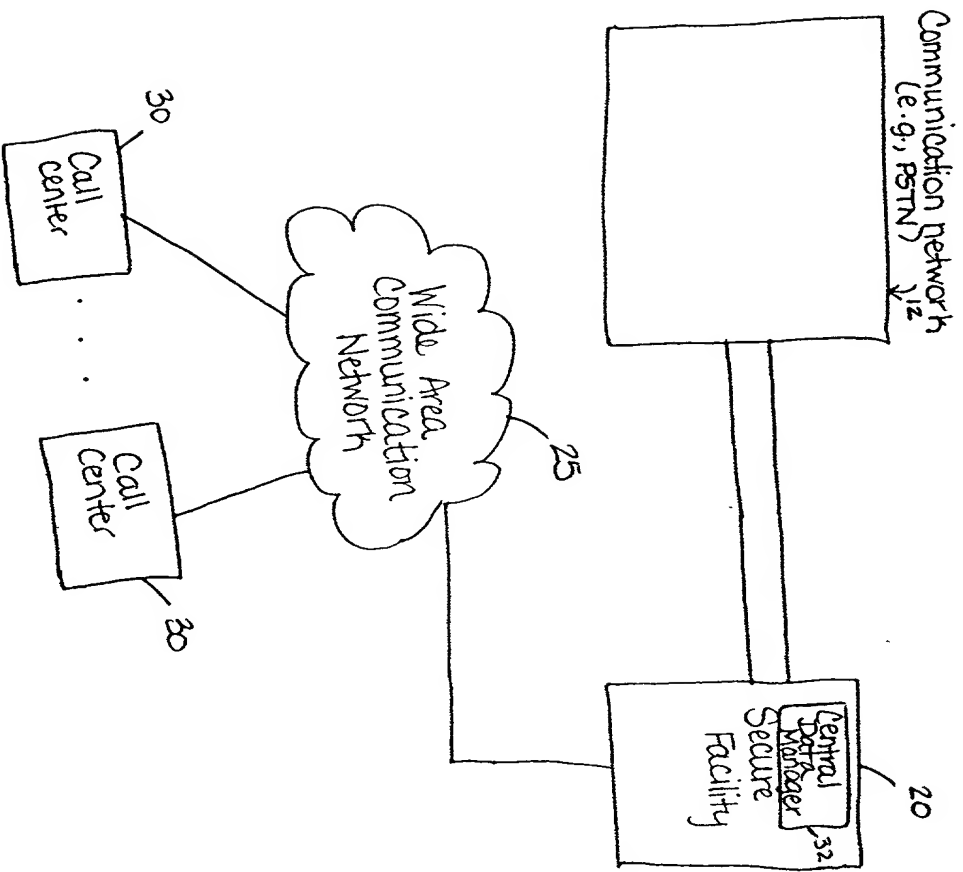 Communication network
(e.g., PSTN)
12
20
Central
Data
Manager
32
Secure
Facility
25
Wide Area
Communication
Network
30
Call
center
. . .
Call
center
30